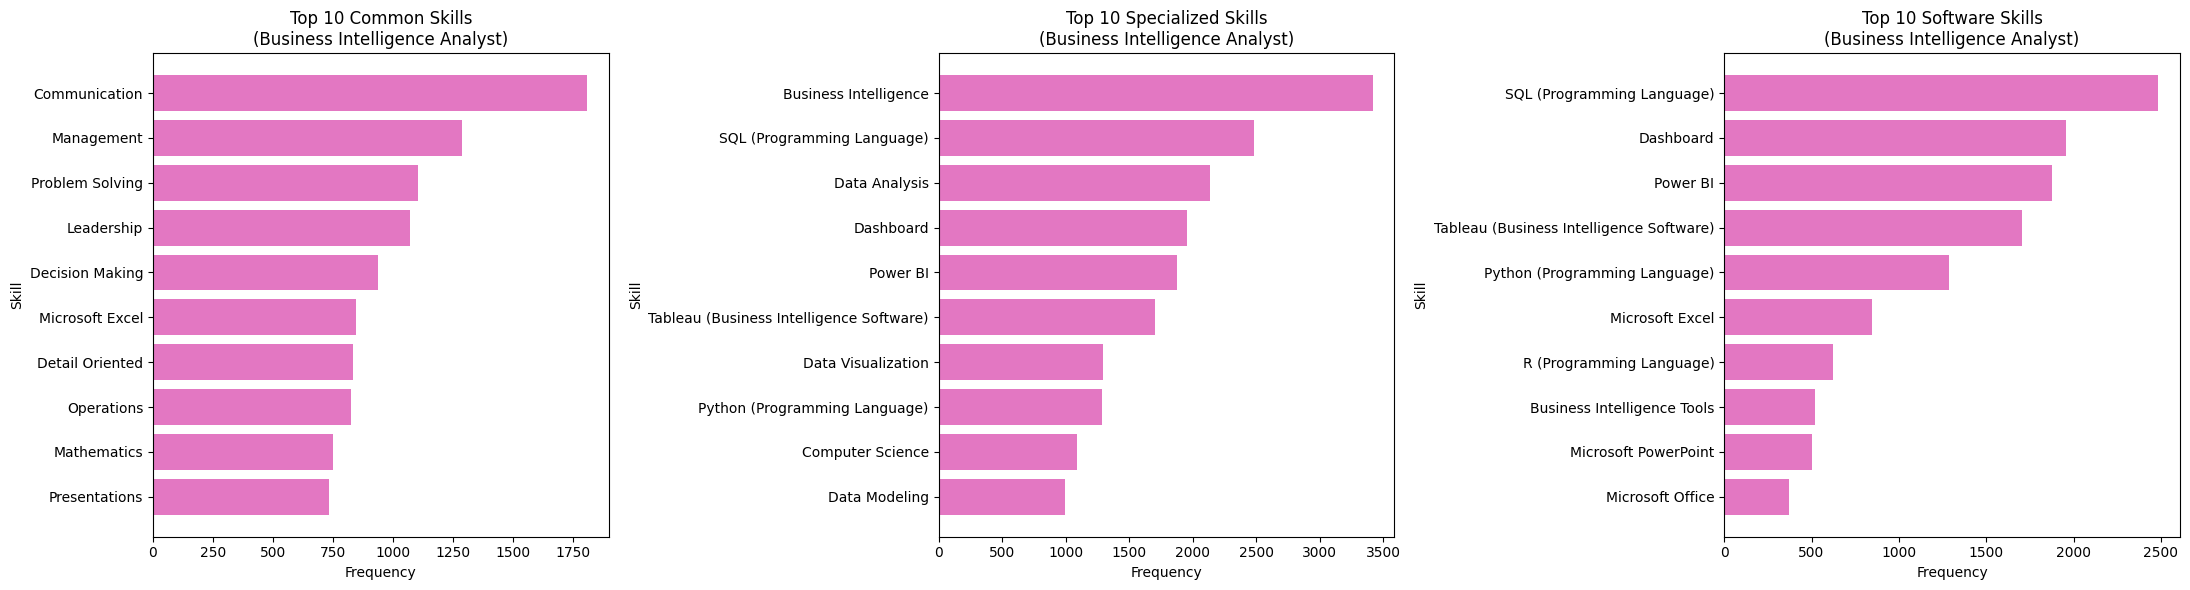 Top 10 Common Skills
(Business Intelligence Analyst)
Skill
Communication
Management
Problem Solving
Leadership
Decision Making
Microsoft Excel
Detail Oriented
Operations
Mathematics
Presentations
0 250 500 750 1000 1250 1500 1750
Frequency
Top 10 Specialized Skills
(Business Intelligence Analyst)
Skill
Business Intelligence
SQL (Programming Language)
Data Analysis
Dashboard
Power BI
Tableau (Business Intelligence Software)
Data Visualization
Python (Programming Language)
Computer Science
Data Modeling
0 500 1000 1500 2000 2500 3000 3500
Frequency
Top 10 Software Skills
(Business Intelligence Analyst)
Skill
SQL (Programming Language)
Dashboard
Power BI
Tableau (Business Intelligence Software)
Python (Programming Language)
Microsoft Excel
R (Programming Language)
Business Intelligence Tools
Microsoft PowerPoint
Microsoft Office
0 500 1000 1500 2000 2500
Frequency